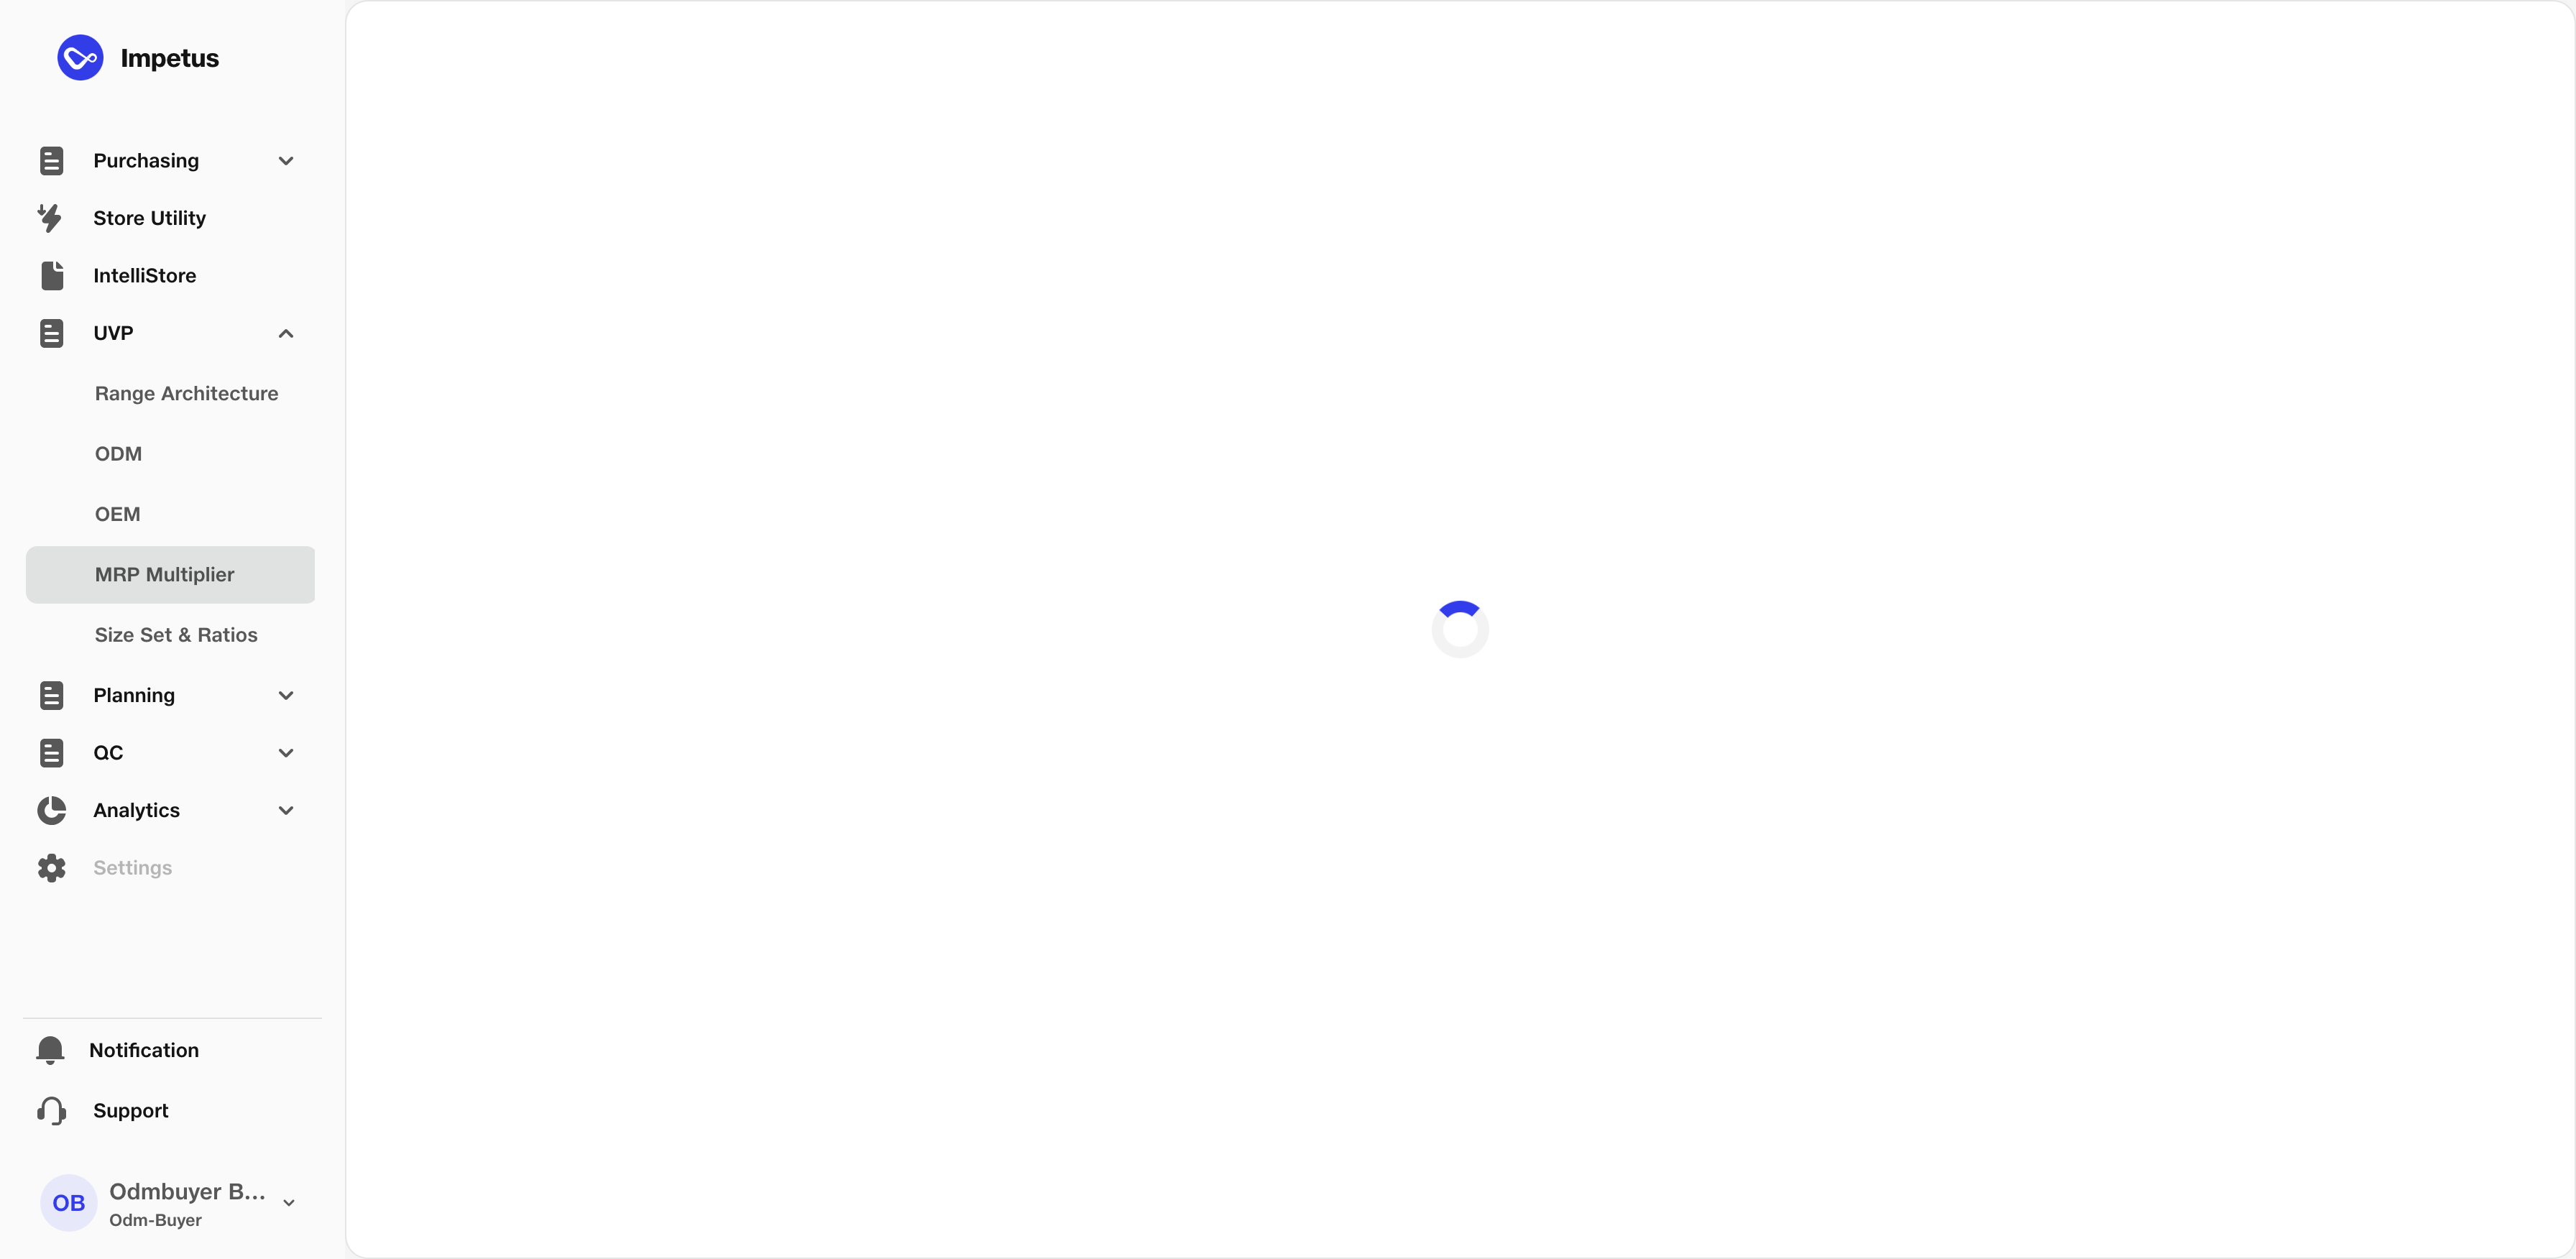 Impetus
Purchasing
Store Utility
IntelliStore
UVP
Range Architecture
ODM
OEM
MRP Multiplier
Size Set & Ratios
Planning
QC
Analytics
Settings
Notification
Support
OB
Odmbuyer B...
Odm-Buyer